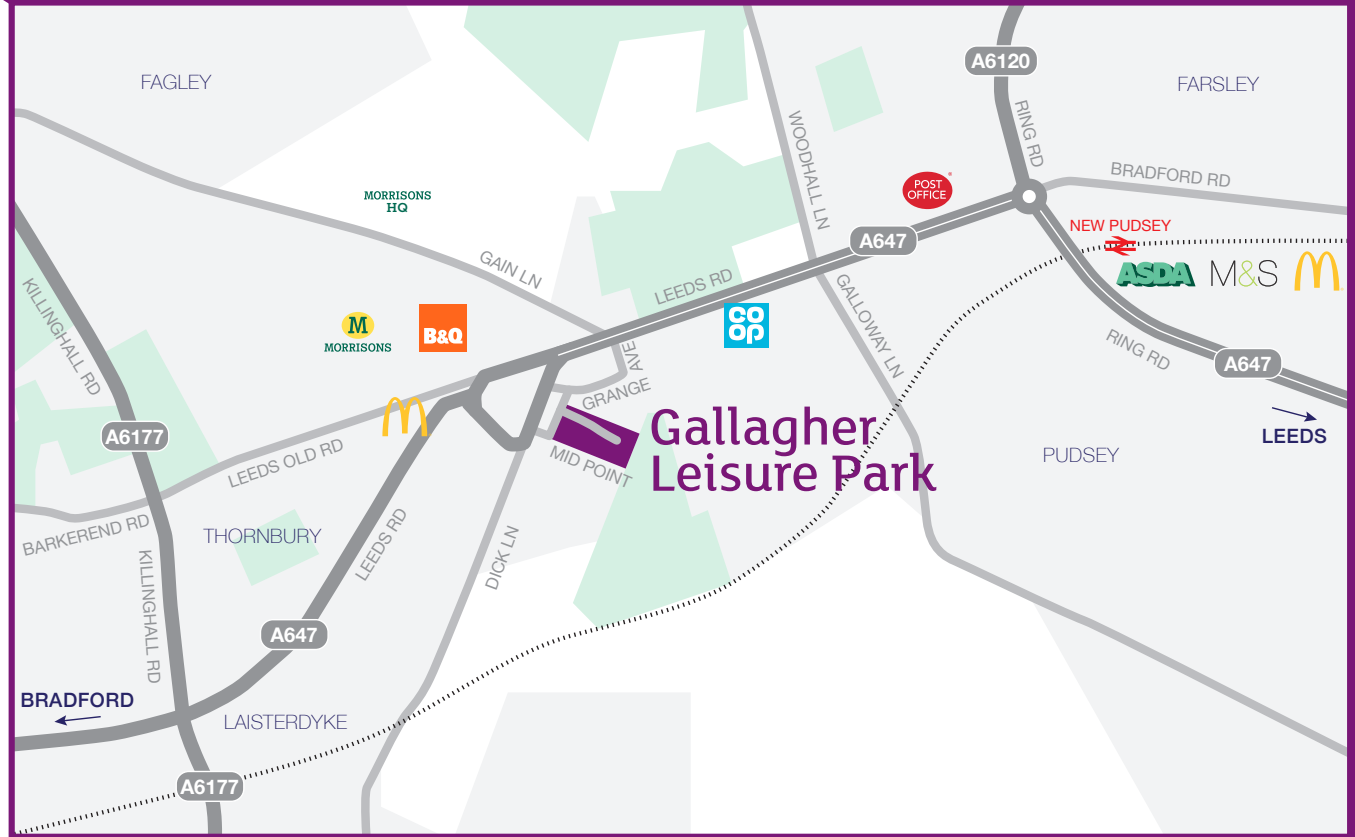 A6120
FAGLEY
FARSLEY
RING RD
WOODHALL LN
BRADFORD RD
POST
OFFICE
MORRISONS
HQ
NEW PUDSEY
A647
GAIN LN
ASDA
M&S
M
LEEDS RD
KILLINGHALL RD
GALLOWAY LN
CO
OP
M
MORRISONS
B&Q
AVE
RING RD
A647
GRANGE
M
Gallagher
Leisure Park
LEEDS
A6177
MID POINT
PUDSEY
LEEDS OLD RD
BARKEREND RD
THORNBURY
LEEDS RD
DICK LN
KILLINGHALL RD
A647
BRADFORD
LAISTERDYKE
A6177